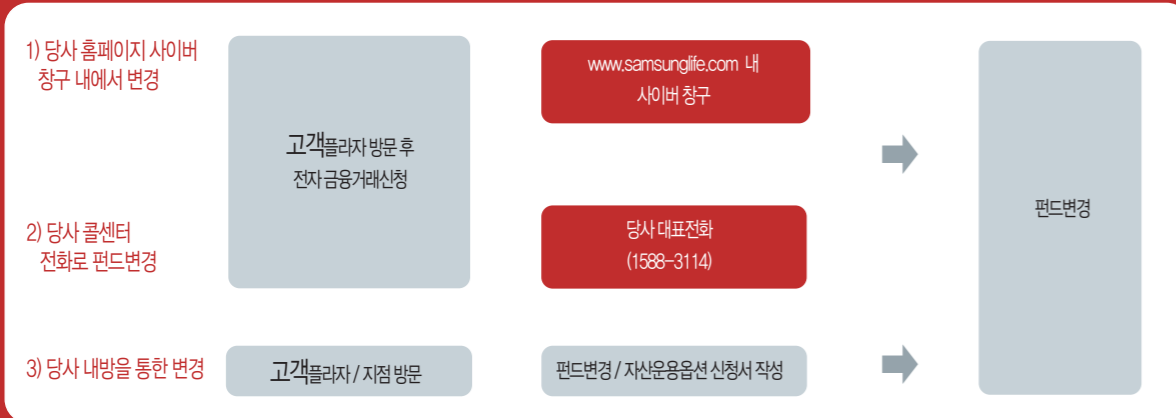 1) 당사 홈페이지 사이버
창구 내에서 변경
고객플라자 방문 후
전자 금융거래신청
www.samsunglife.com 내
사이버 창구
2) 당사 콜센터
전화로 펀드변경
당사 대표전화
(1588-3114)
펀드변경
3) 당사 내방을 통한 변경
고객플라자 / 지점 방문
펀드변경 / 자산운용옵션 신청서 작성